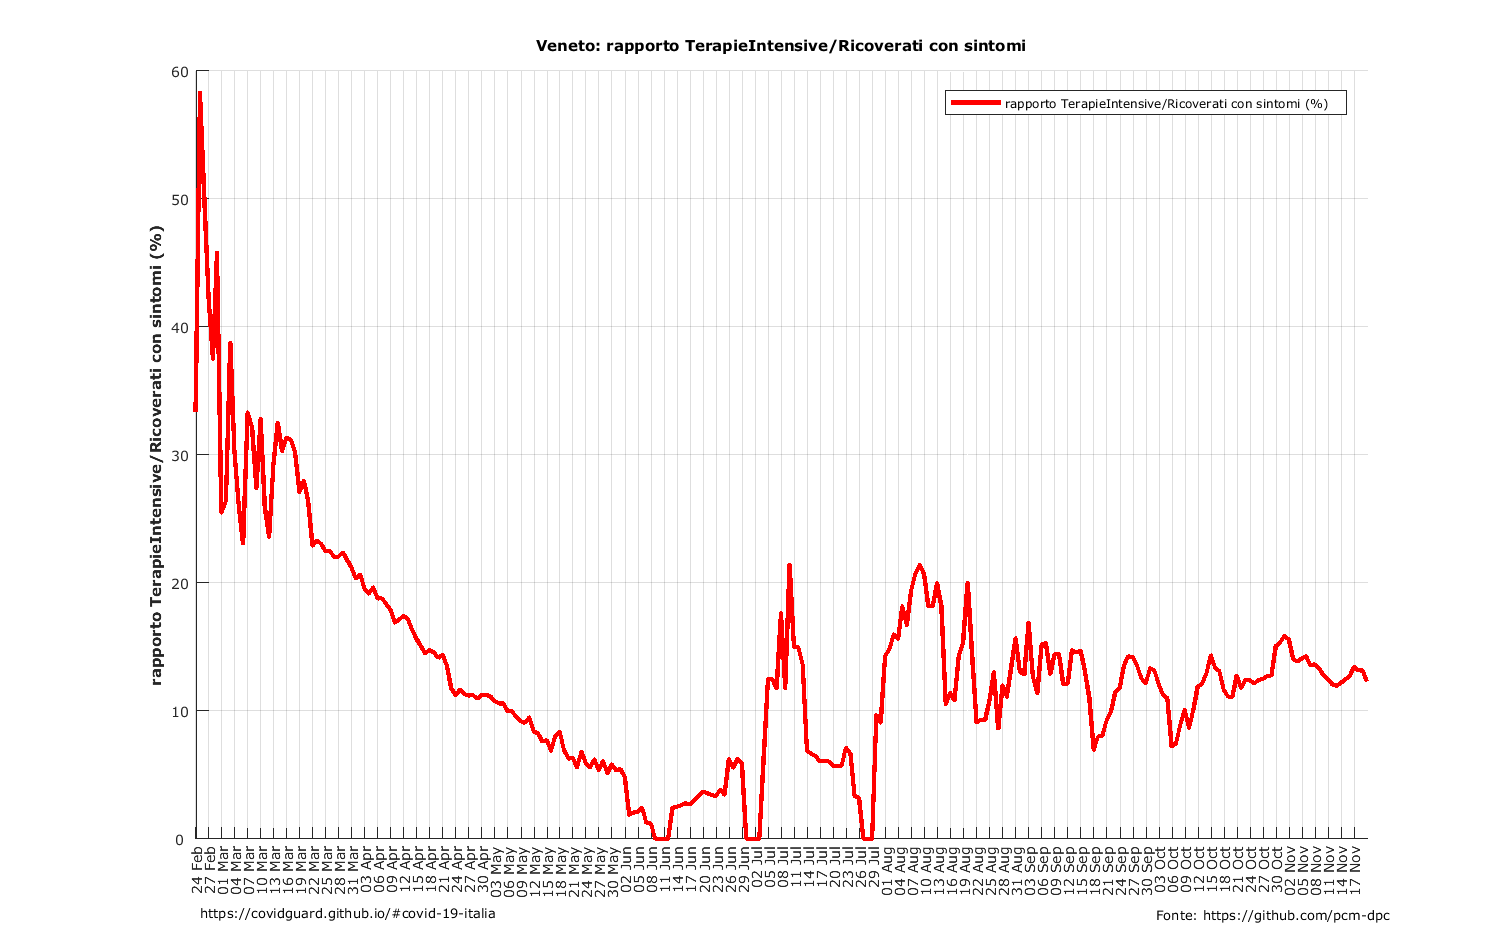 Veneto: rapporto TerapieIntensive/Ricoverati con sintomi
rapporto TerapieIntensive/Ricoverati con sintomi (%)
rapporto TerapieIntensive/Ricoverati con sintomi (%)
60
50
40
30
20
10
0
24 Feb
27 Feb
01 Mar
04 Mar
07 Mar
10 Mar
13 Mar
16 Mar
19 Mar
22 Mar
25 Mar
28 Mar
31 Mar
03 Apr
06 Apr
09 Apr
12 Apr
15 Apr
18 Apr
21 Apr
24 Apr
27 Apr
30 Apr
03 May
06 May
09 May
12 May
15 May
18 May
21 May
24 May
27 May
30 May
02 Jun
05 Jun
08 Jun
11 Jun
14 Jun
17 Jun
20 Jun
23 Jun
26 Jun
29 Jun
02 Jul
05 Jul
08 Jul
11 Jul
14 Jul
17 Jul
20 Jul
23 Jul
26 Jul
29 Jul
01 Aug
04 Aug
07 Aug
10 Aug
13 Aug
16 Aug
19 Aug
22 Aug
25 Aug
28 Aug
31 Aug
03 Sep
06 Sep
09 Sep
12 Sep
15 Sep
18 Sep
21 Sep
24 Sep
27 Sep
30 Sep
03 Oct
06 Oct
09 Oct
12 Oct
15 Oct
18 Oct
21 Oct
24 Oct
27 Oct
30 Oct
02 Nov
05 Nov
08 Nov
11 Nov
14 Nov
17 Nov
https://covidguard.github.io/#covid-19-italia
Fonte: https://github.com/pcm-dpc